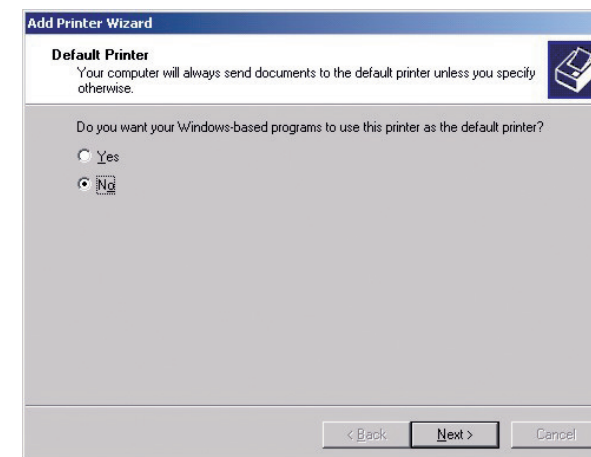 Add Printer Wizard
Default Printer
Your computer will always send documents to the default printer unless you specify
otherwise.
Do you want your Windows-based programs to use this printer as the default printer?
Yes
No
< Back
Next >
Cancel